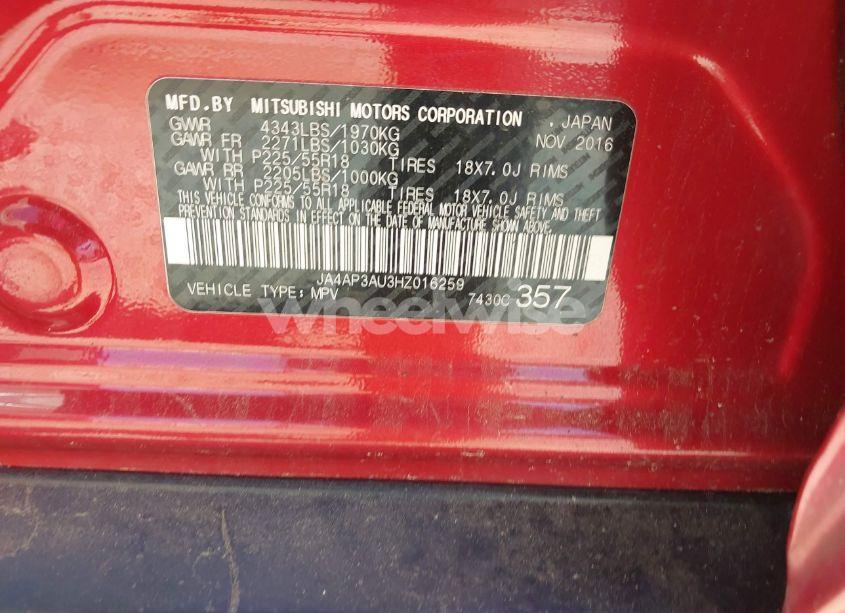 MFD.BY MITSUBISHI MOTORS CORPORATION . JAPAN
GVWR 4343LBS/1970KG NOV 2016
GAWR FR 2271LBS/1030KG
WITH P225/55R18 TIRES 18X7.0J RIMS
GAWR RR 2205LBS/1000KG
WITH P225/55R18 TIRES 18X7.0J RIMS
THIS VEHICLE CONFORMS TO ALL APPLICABLE FEDERAL MOTOR VEHICLE SAFETY AND THEFT
PREVENTION STANDARDS IN EFFECT ON THE DATE OF MANUFACTURE SHOWN ABOVE.
JA4AP3AU3HZ016259
VEHICLE TYPE: MPV 7430C 357
wheelwise